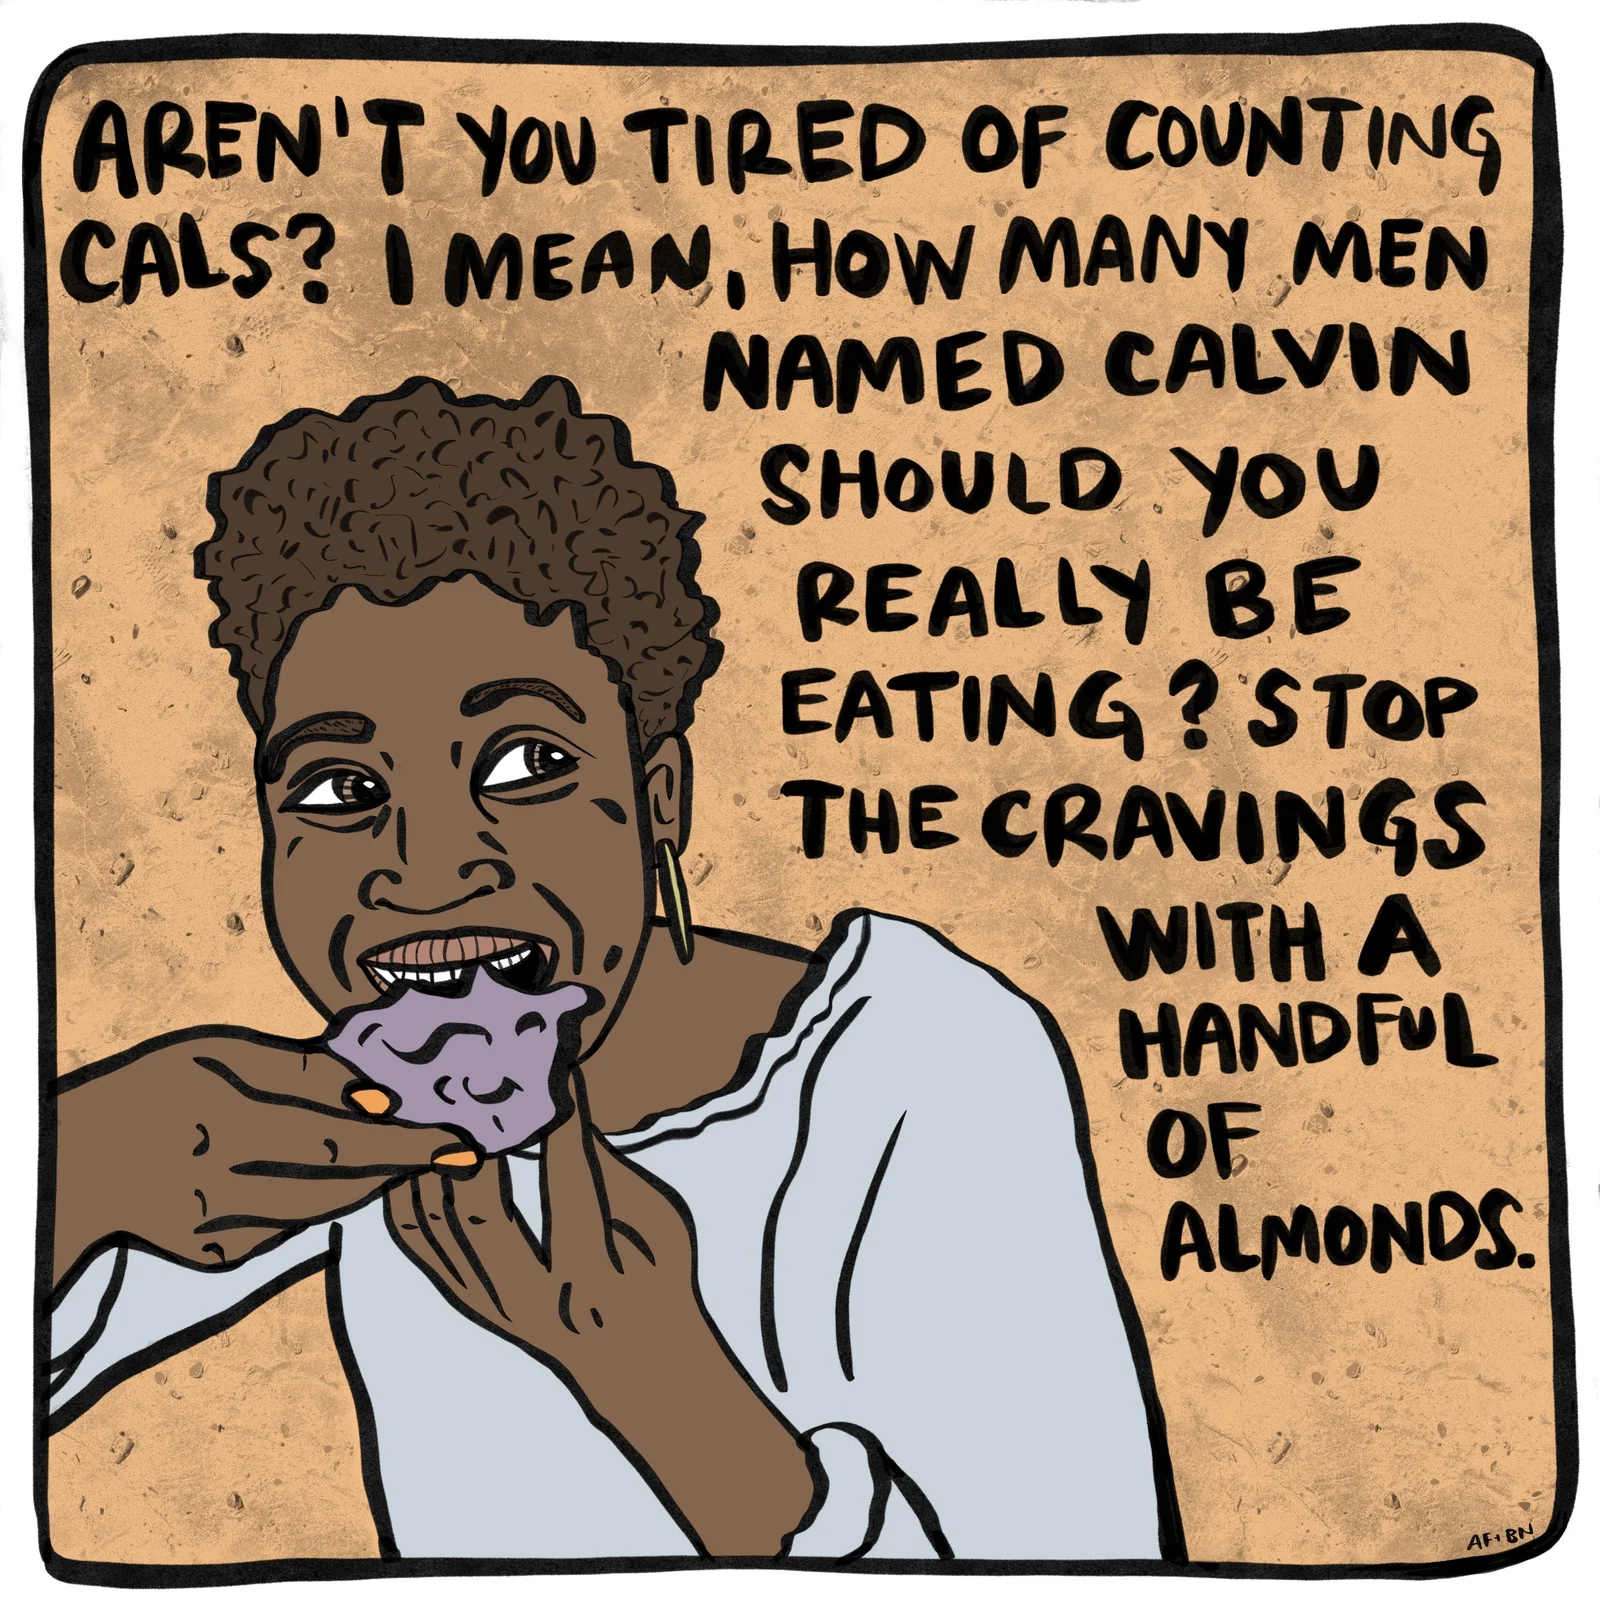 AREN'T YOU TIRED OF COUNTING
CALS? I MEAN, HOW MANY MEN
NAMED CALVIN
SHOULD YOU
REALLY BE
EATING? STOP
THE CRAVINGS
WITH A
HANDFUL
OF
ALMONDS.
AF+BN